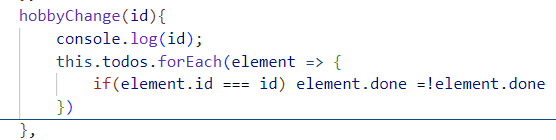 hobbyChange(id){
console.log(id);
this.todos.forEach(element => {
if(element.id === id) element.done =!element.done
})
},